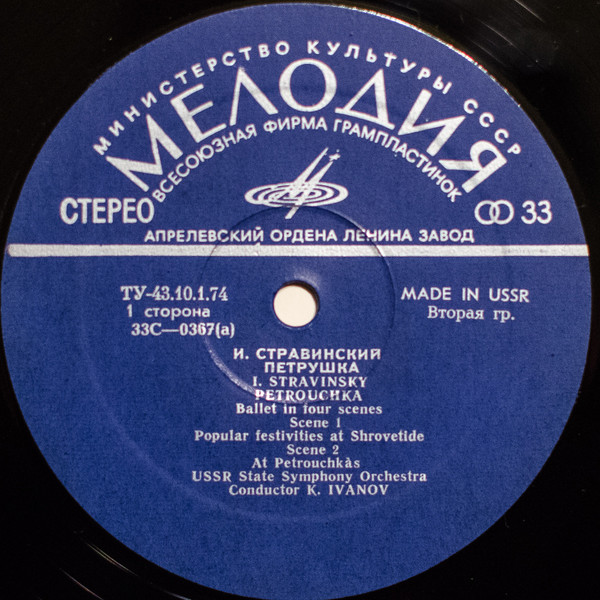 МИНИСТЕРСТВО КУЛЬТУРЫ СССР
МЕЛОДИЯ
ВСЕСОЮЗНАЯ ФИРМА ГРАМПЛАСТИНОК
СТЕРЕО 33
АПРЕЛЕВСКИЙ ОРДЕНА ЛЕНИНА ЗАВОД
ТУ-43.10.1.74 MADE IN USSR
1 сторона Вторая гр.
33С—0367(а)
И. СТРАВИНСКИЙ
ПЕТРУШКА
I. STRAVINSKY
PETROUCHKA
Ballet in four scenes
Scene 1
Popular festivities at Shrovetide
Scene 2
At Petrouchkàs
USSR State Symphony Orchestra
Conductor K. IVANOV